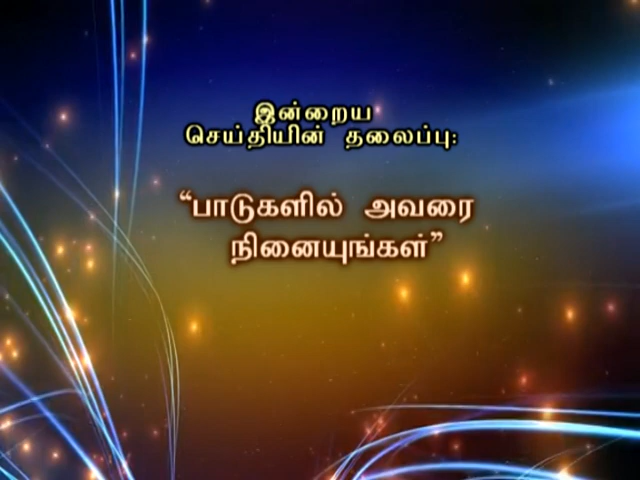 இன்றைய
செய்தியின் தலைப்பு:
“பாடுகளில் அவரை
நினையுங்கள்”